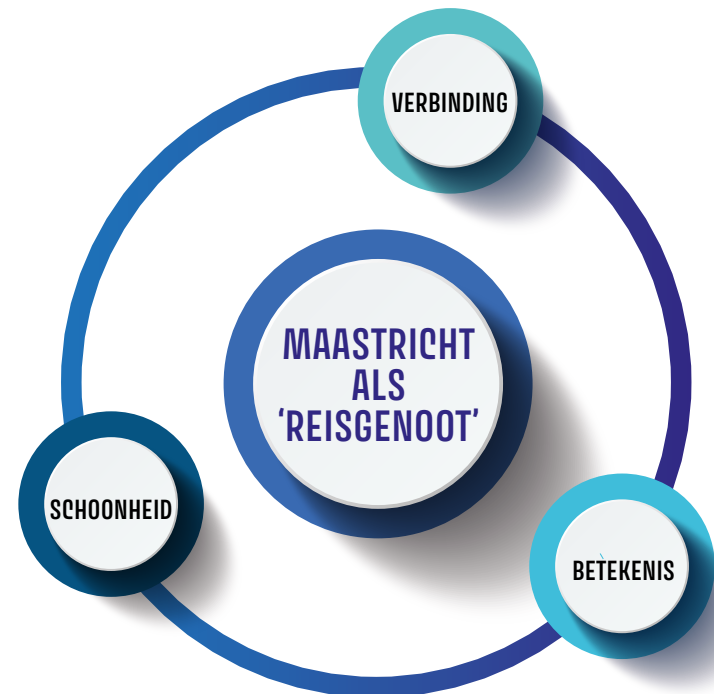 VERBINDING
MAASTRICHT
ALS
‘REISGENOOT’
SCHOONHEID
BETEKENIS